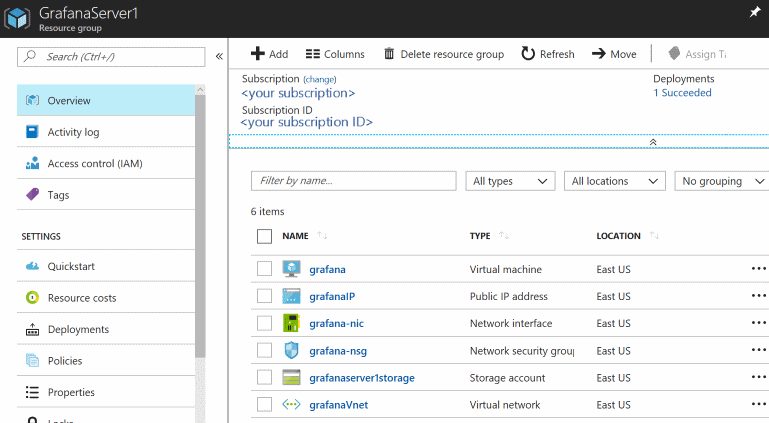 GrafanaServer1
Resource group
Search (Ctrl+/)
Overview
Activity log
Access control (IAM)
Tags
SETTINGS
Quickstart
Resource costs
Deployments
Policies
Properties
Locks
Add Columns Delete resource group Refresh Move Assign Ta
Subscription (change) Deployments
<your subscription> 1 Succeeded
Subscription ID
<your subscription ID>
Filter by name... All types All locations No grouping
6 items
NAME TYPE LOCATION
grafana Virtual machine East US
grafanaIP Public IP address East US
grafana-nic Network interface East US
grafana-nsg Network security group East US
grafanaserver1storage Storage account East US
grafanaVnet Virtual network East US